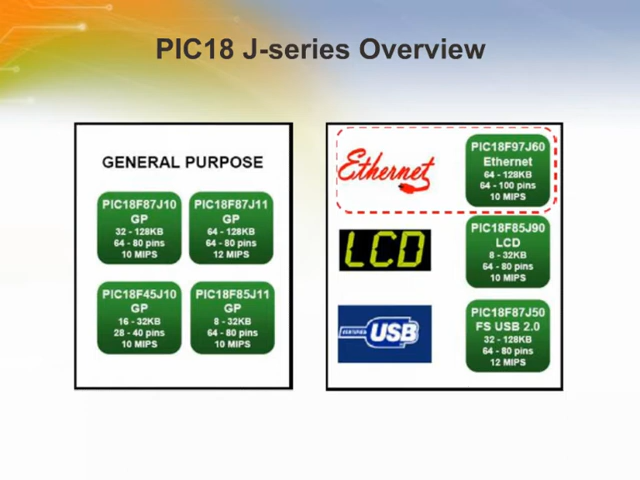 PIC18 J-series Overview
GENERAL PURPOSE
PIC18F87J10
GP
32 - 128KB
64 - 80 pins
10 MIPS
PIC18F87J11
GP
64 - 128KB
64 - 80 pins
12 MIPS
PIC18F45J10
GP
16 - 32KB
28 - 40 pins
10 MIPS
PIC18F85J11
GP
8 - 32KB
64 - 80 pins
10 MIPS
Ethernet
PIC18F97J60
Ethernet
64 - 128KB
64 - 100 pins
10 MIPS
LCD
PIC18F85J90
LCD
8 - 32KB
64 - 80 pins
10 MIPS
CERTIFIED USB
PIC18F87J50
FS USB 2.0
32 - 128KB
64 - 80 pins
12 MIPS